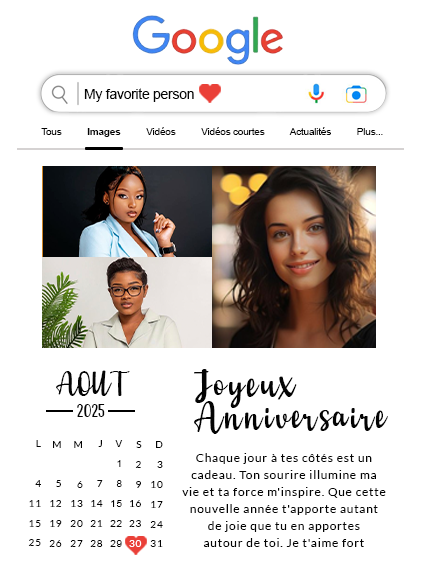 Google
My favorite person
Tous Images Vidéos Vidéos courtes Actualités Plus...
AOUT
2025
L M M J V S D
1 2 3
4 5 6 7 8 9 10
11 12 13 14 15 16 17
15 19 20 21 22 23 24
25 26 27 28 29 30 31
Joyeux
Anniversaire
Chaque jour à tes côtés est un
cadeau. Ton sourire illumine ma
vie et ta force m'inspire. Que cette
nouvelle année t'apporte autant
de joie que tu en apportes
autour de toi. Je t'aime fort